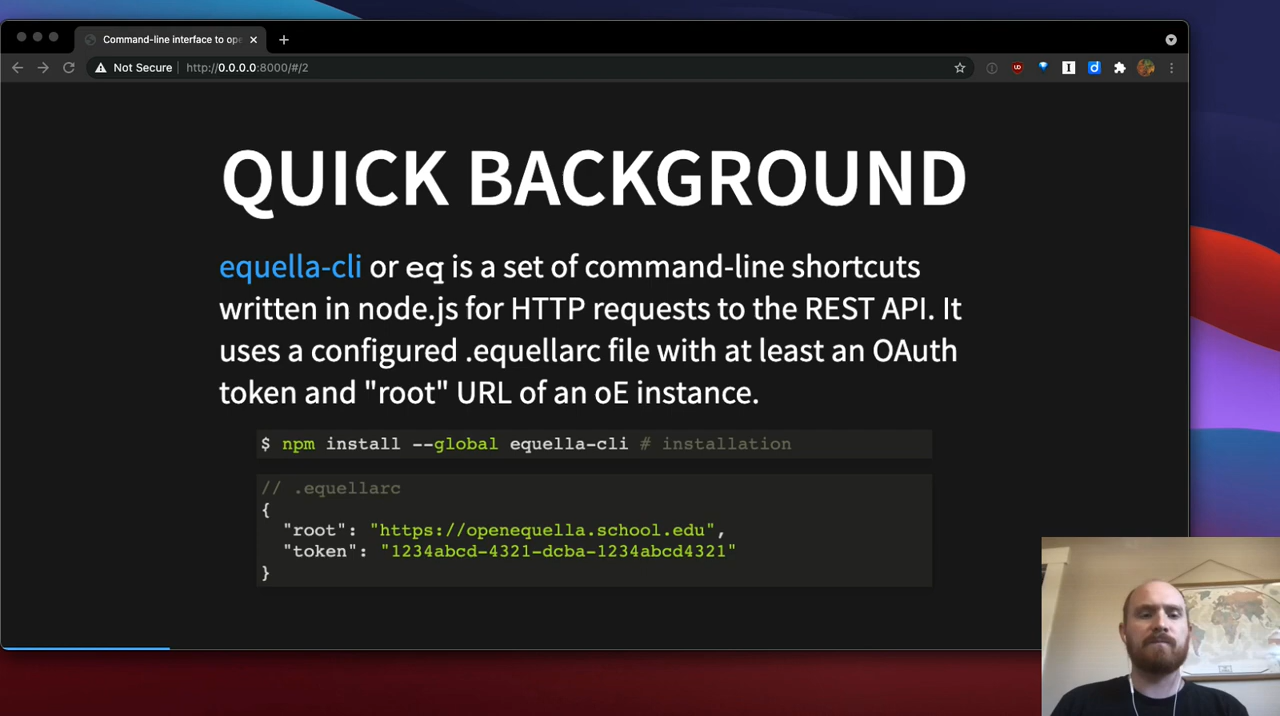 Command-line interface to ope
Not Secure
http://0.0.0.0:8000/#/2
QUICK BACKGROUND
equella-cli or eq is a set of command-line shortcuts
written in node.js for HTTP requests to the REST API. It
uses a configured .equellarc file with at least an OAuth
token and "root" URL of an oE instance.
$ npm install --global equella-cli # installation
// .equellarc
{
"root": "https://openequella.school.edu",
"token": "1234abcd-4321-dcba-1234abcd4321"
}